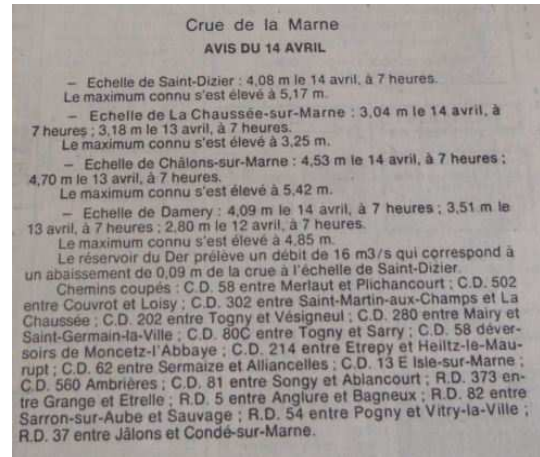 Crue de la Marne
AVIS DU 14 AVRIL
— Echelle de Saint-Dizier : 4,08 m le 14 avril, à 7 heures.
Le maximum connu s'est élevé à 5,17 m.
— Echelle de La Chaussée-sur-Marne : 3,04 m le 14 avril, à
7 heures ; 3,18 m le 13 avril, à 7 heures.
Le maximum connu s'est élevé à 3,25 m.
— Echelle de Châlons-sur-Marne : 4,53 m le 14 avril, à 7 heures ;
4,70 m le 13 avril, à 7 heures.
Le maximum connu s'est élevé à 5,42 m.
— Echelle de Damery : 4,09 m le 14 avril, à 7 heures ; 3,51 m le
13 avril, à 7 heures ; 2,80 m le 12 avril, à 7 heures.
Le maximum connu s'est élevé à 4,85 m.
Le réservoir du Der prélève un débit de 16 m3/s qui correspond à
un abaissement de 0,09 m de la crue à l'échelle de Saint-Dizier.
Chemins coupés : C.D. 58 entre Merlaut et Plichancourt ; C.D. 502
entre Couvrot et Loisy ; C.D. 302 entre Saint-Martin-aux-Champs et La
Chaussée ; C.D. 202 entre Togny et Vésigneul ; C.D. 280 entre Mairy et
Saint-Germain-la-Ville ; C.D. 80C entre Togny et Sarry ; C.D. 58 déver-
soirs de Moncetz-l'Abbaye ; C.D. 214 entre Etrepy et Heiltz-le-Mau-
rupt ; C.D. 62 entre Sermaize et Alliancelles ; C.D. 13 E Isle-sur-Marne ;
C.D. 560 Ambrières ; C.D. 81 entre Songy et Ablancourt ; R.D. 373 en-
tre Grange et Etrelle ; R.D. 5 entre Anglure et Bagneux ; R.D. 82 entre
Sarron-sur-Aube et Sauvage ; R.D. 54 entre Pogny et Vitry-la-Ville ;
R.D. 37 entre Jâlons et Condé-sur-Marne.